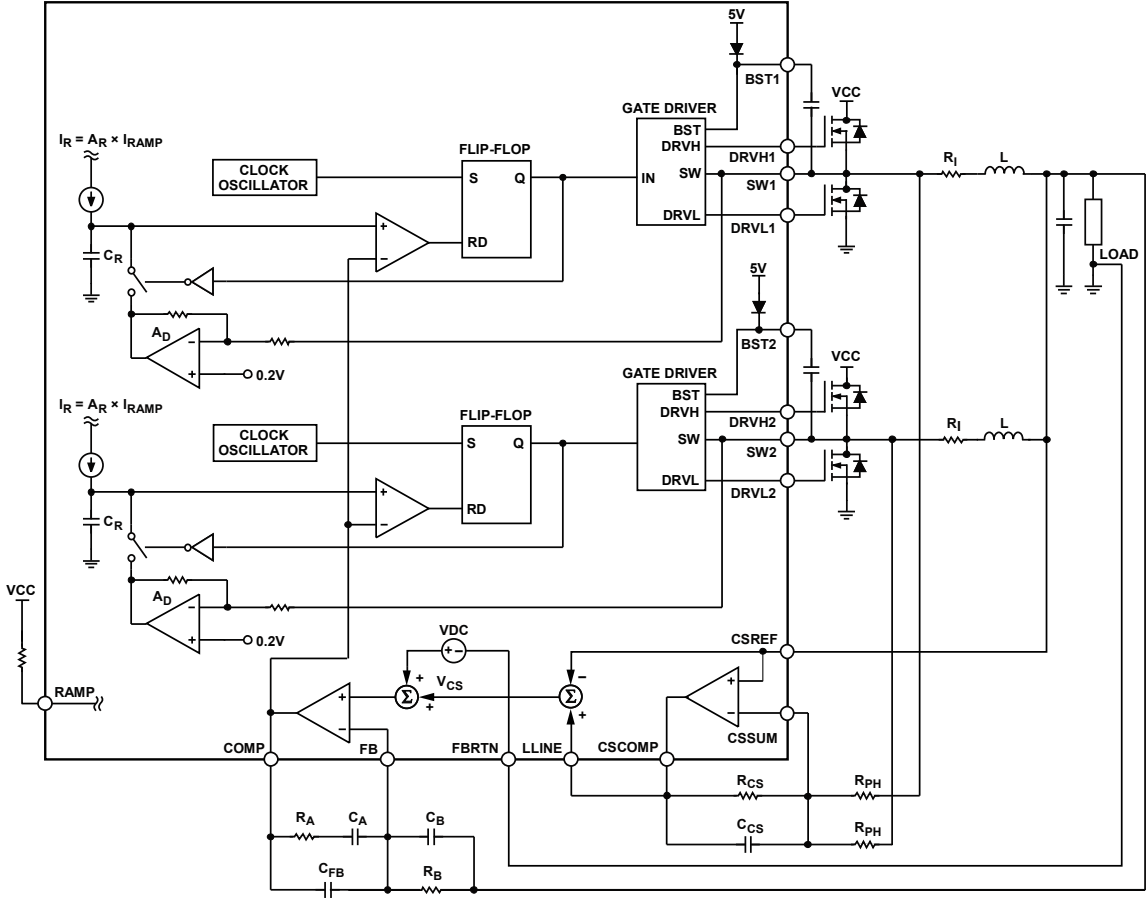 5V
BST1
VCC
GATE DRIVER
BST
DRVH
SW
DRVL
IN
DRVH1
SW1
DRVL1
I_R = A_R × I_RAMP
CLOCK
OSCILLATOR
FLIP-FLOP
S
Q
RD
R_I
L
+
–
C_R
LOAD
5V
A_D
–
+
0.2V
BST2
VCC
GATE DRIVER
BST
DRVH
SW
DRVL
DRVH2
SW2
DRVL2
I_R = A_R × I_RAMP
CLOCK
OSCILLATOR
FLIP-FLOP
S
Q
RD
R_I
L
+
–
C_R
VCC
A_D
–
+
0.2V
VDC
+ –
CSREF
RAMP
+
–
Σ
+
+
V_CS
Σ
–
+
+
–
CSSUM
COMP
FB
FBRTN
LLINE
CSCOMP
R_CS
R_PH
R_A
C_A
C_B
C_CS
R_PH
C_FB
R_B